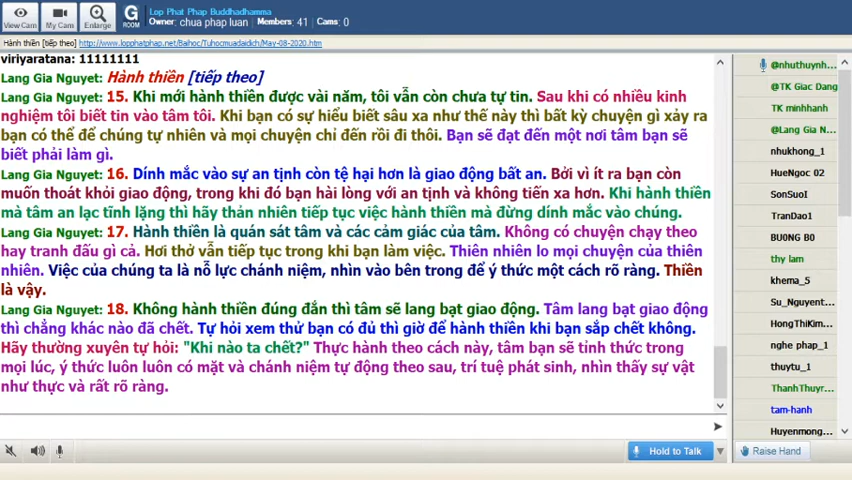 Lop Phat Phap Buddhadhamma
Owner: chua phap luan Members: 41 Cams: 0
View Cam My Cam Enlarge G ROOM
Hành thiền [tiếp theo] http://www.lopphatphap.net/Baihoc/Tuhocmuadaidich/May-08-2020.htm
viriyaratana: 11111111
Lang Gia Nguyet: Hành thiền [tiếp theo]
Lang Gia Nguyet: 15. Khi mới hành thiền được vài năm, tôi vẫn còn chưa tự tin. Sau khi có nhiều kinh
nghiệm tôi biết tin vào tâm tôi. Khi bạn có sự hiểu biết sâu xa như thế này thì bất kỳ chuyện gì xảy ra
bạn có thể để chúng tự nhiên và mọi chuyện chỉ đến rồi đi thôi. Bạn sẽ đạt đến một nơi tâm bạn sẽ
biết phải làm gì.
Lang Gia Nguyet: 16. Dính mắc vào sự an tịnh còn tệ hại hơn là giao động bất an. Bởi vì ít ra bạn còn
muốn thoát khỏi giao động, trong khi đó bạn hài lòng với an tịnh và không tiến xa hơn. Khi hành thiền
mà tâm an lạc tĩnh lặng thì hãy thản nhiên tiếp tục việc hành thiền mà đừng dính mắc vào chúng.
Lang Gia Nguyet: 17. Hành thiền là quán sát tâm và các cảm giác của tâm. Không có chuyện chạy theo
hay tranh đấu gì cả. Hơi thở vẫn tiếp tục trong khi bạn làm việc. Thiên nhiên lo mọi chuyện của thiên
nhiên. Việc của chúng ta là nỗ lực chánh niệm, nhìn vào bên trong để ý thức một cách rõ ràng. Thiền
là vậy.
Lang Gia Nguyet: 18. Không hành thiền đúng đắn thì tâm sẽ lang bạt giao động. Tâm lang bạt giao động
thì chẳng khác nào đã chết. Tự hỏi xem thử bạn có đủ thì giờ để hành thiền khi bạn sắp chết không.
Hãy thường xuyên tự hỏi: "Khi nào ta chết?" Thực hành theo cách này, tâm bạn sẽ tỉnh thức trong
mọi lúc, ý thức luôn luôn có mặt và chánh niệm tự động theo sau, trí tuệ phát sinh, nhìn thấy sự vật
như thực và rất rõ ràng.
@nhuthuynh...
@TK Giac Dang
TK minhhanh
@Lang Gia N...
nhukhong_1
HueNgoc 02
SonSuoI
TranDao1
BU0NG B0
thy lam
khema_5
Su_Nguyent...
HongThiKim...
nghe phap_1
thuytu_1
ThanhThuyr...
tam-hanh
Huyenmong...
Hold to Talk
Raise Hand